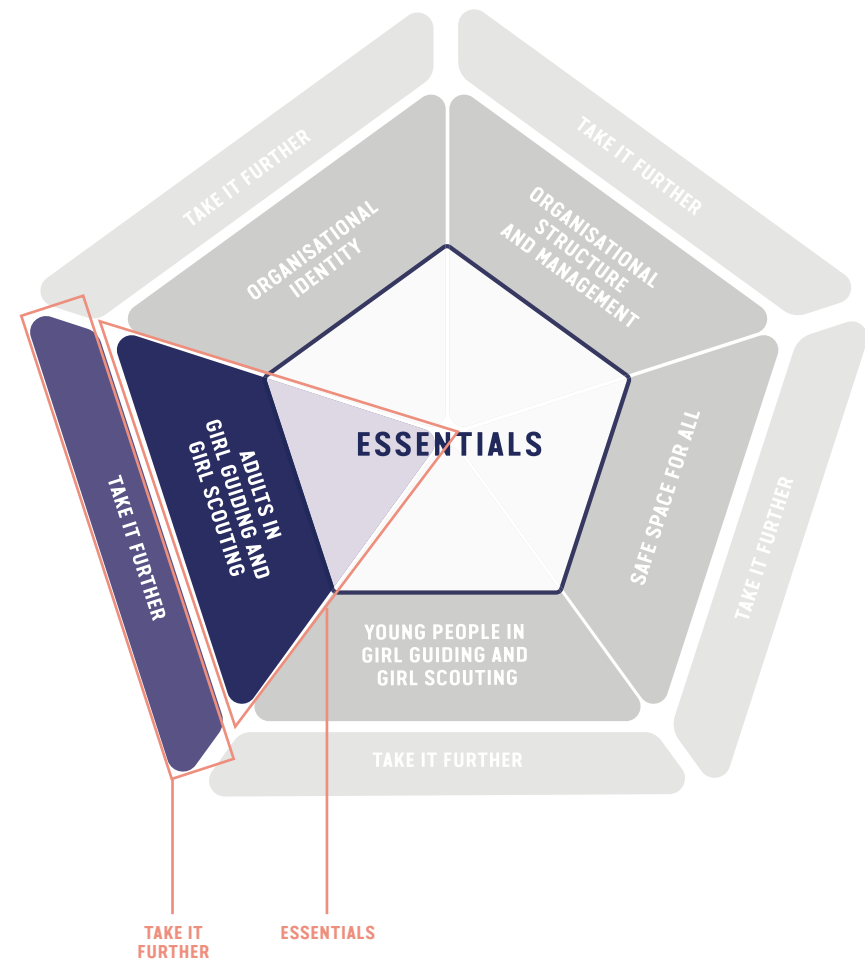 TAKE IT FURTHER
TAKE IT FURTHER
ORGANISATIONAL
IDENTITY
ORGANISATIONAL
STRUCTURE
AND MANAGEMENT
ESSENTIALS
ADULTS IN
GIRL GUIDING AND
GIRL SCOUTING
TAKE IT FURTHER
SAFE SPACE FOR ALL
TAKE IT FURTHER
YOUNG PEOPLE IN
GIRL GUIDING AND
GIRL SCOUTING
TAKE IT FURTHER
TAKE IT
FURTHER
ESSENTIALS